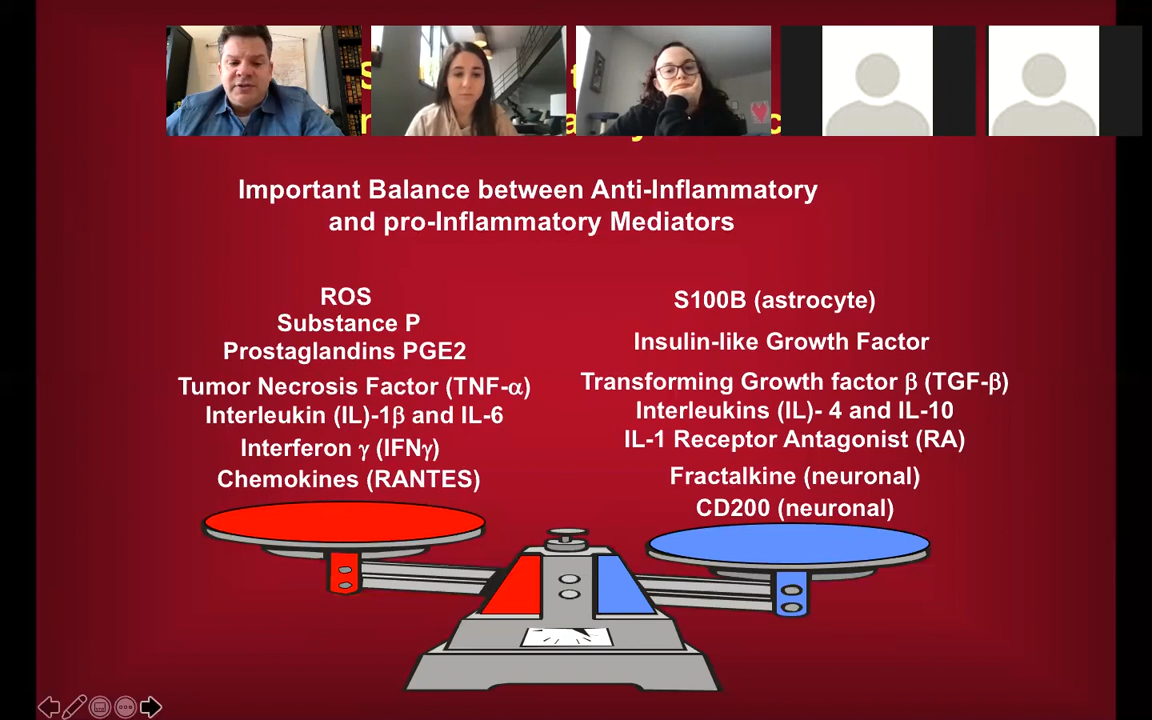 Important Balance between Anti-Inflammatory
and pro-Inflammatory Mediators
ROS
Substance P
Prostaglandins PGE2
Tumor Necrosis Factor (TNF-α)
Interleukin (IL)-1β and IL-6
Interferon γ (IFNγ)
Chemokines (RANTES)
S100B (astrocyte)
Insulin-like Growth Factor
Transforming Growth factor β (TGF-β)
Interleukins (IL)- 4 and IL-10
IL-1 Receptor Antagonist (RA)
Fractalkine (neuronal)
CD200 (neuronal)